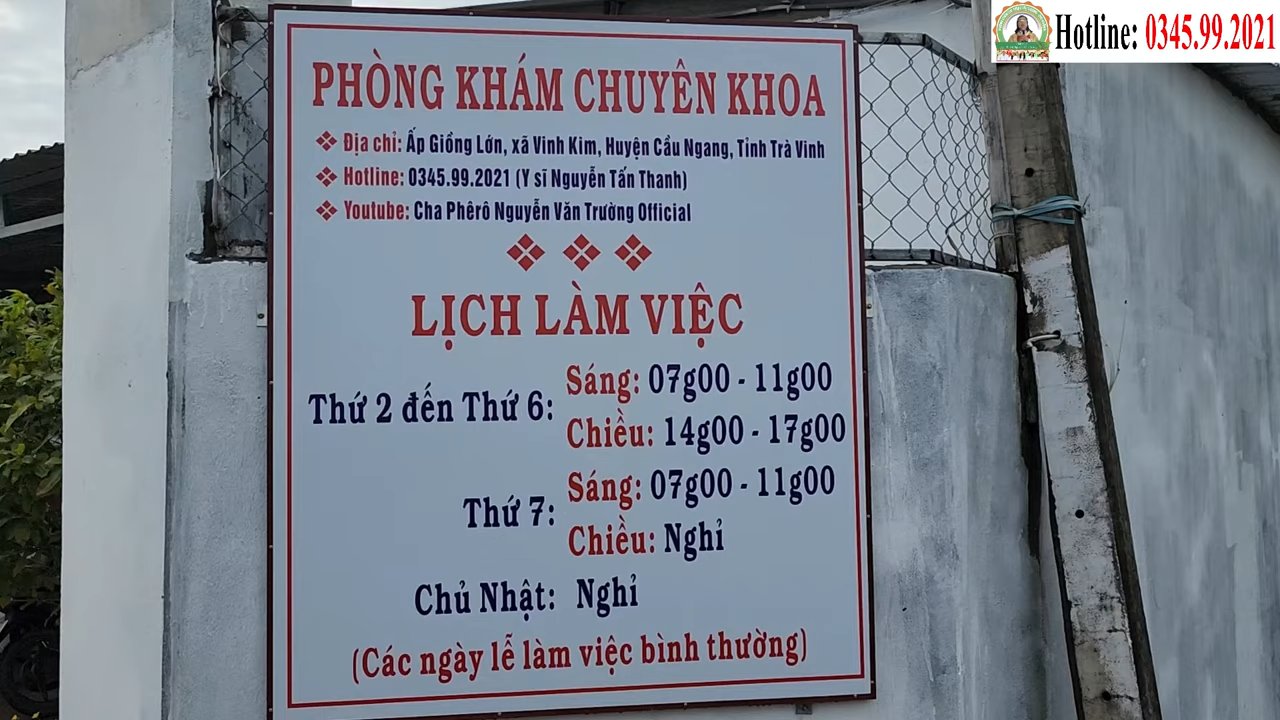 Hotline: 0345.99.2021
PHÒNG KHÁM CHUYÊN KHOA
Địa chỉ: Ấp Giồng Lớn, xã Vinh Kim, Huyện Cầu Ngang, Tỉnh Trà Vinh
Hotline: 0345.99.2021 (Y sĩ Nguyễn Tấn Thanh)
Youtube: Cha Phêrô Nguyễn Văn Trường Official
LỊCH LÀM VIỆC
Thứ 2 đến Thứ 6: Sáng: 07g00 - 11g00
Chiều: 14g00 - 17g00
Thứ 7: Sáng: 07g00 - 11g00
Chiều: Nghỉ
Chủ Nhật: Nghỉ
(Các ngày lễ làm việc bình thường)